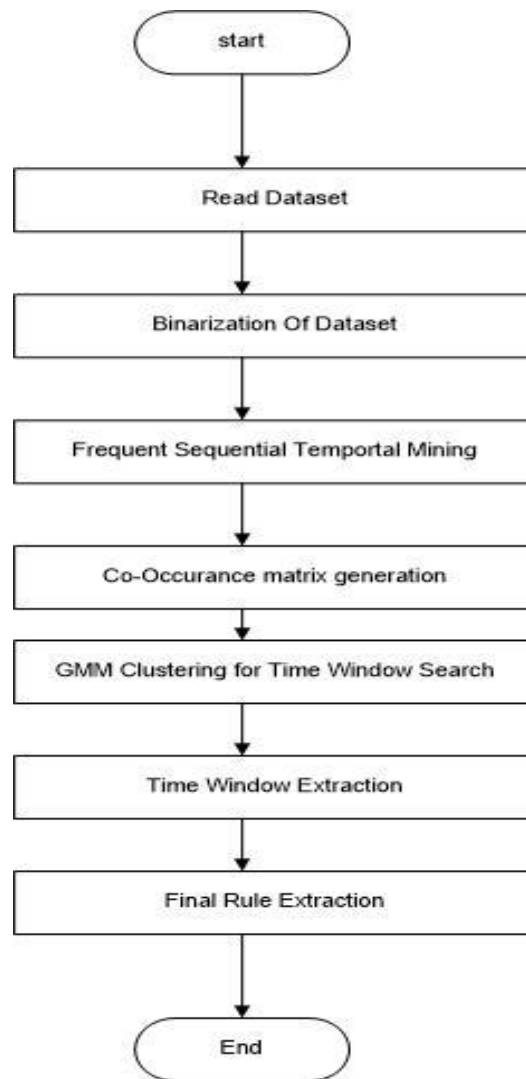 start
Read Dataset
Binarization Of Dataset
Frequent Sequential Temportal Mining
Co-Occurance matrix generation
GMM Clustering for Time Window Search
Time Window Extraction
Final Rule Extraction
End